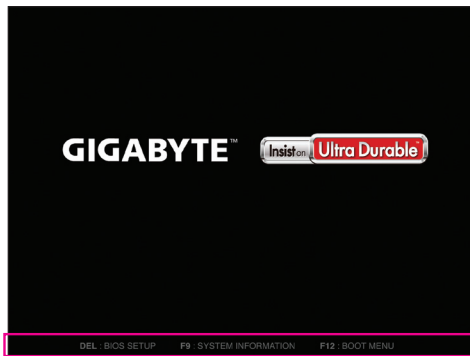 GIGABYTE™ Insist on Ultra Durable™
DEL : BIOS SETUP F9 : SYSTEM INFORMATION F12 : BOOT MENU